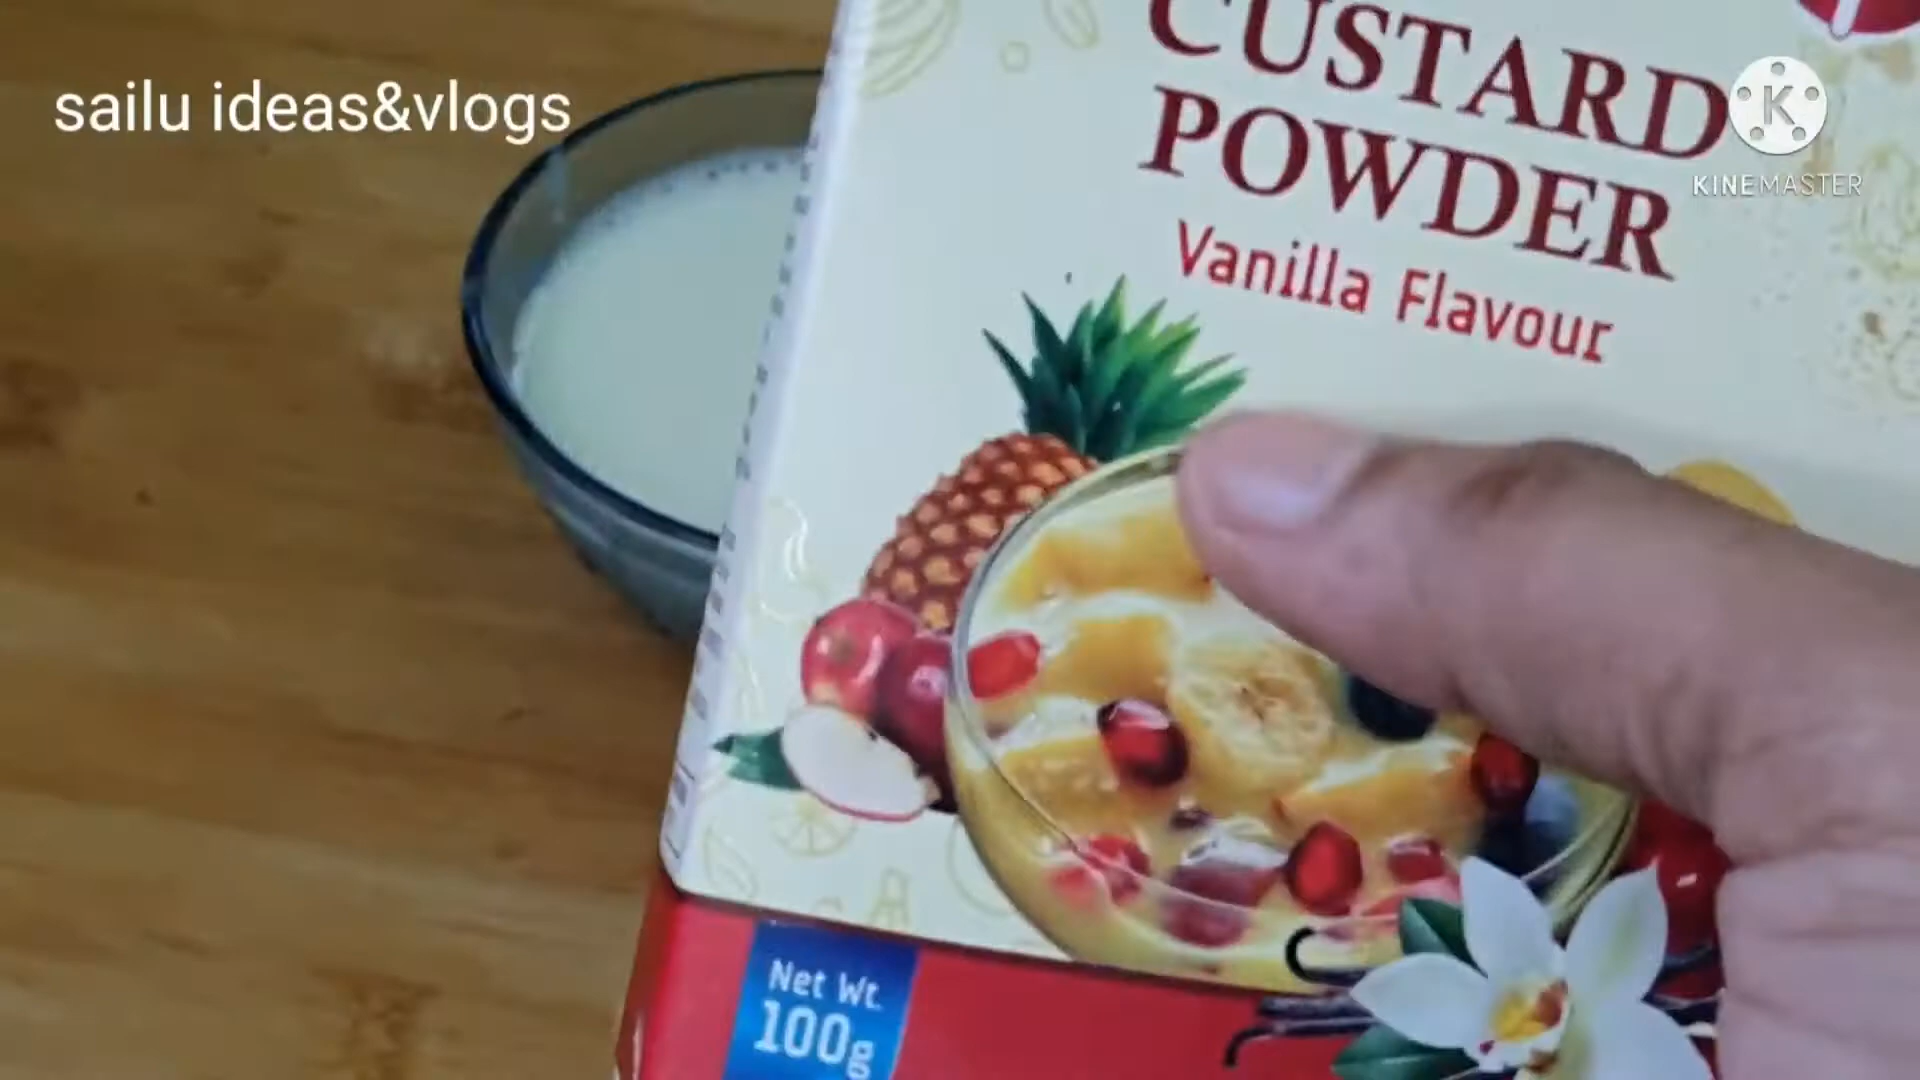 sailu ideas&vlogs
CUSTARD
POWDER
K
KINEMASTER
Vanilla Flavour
Net Wt.
100g